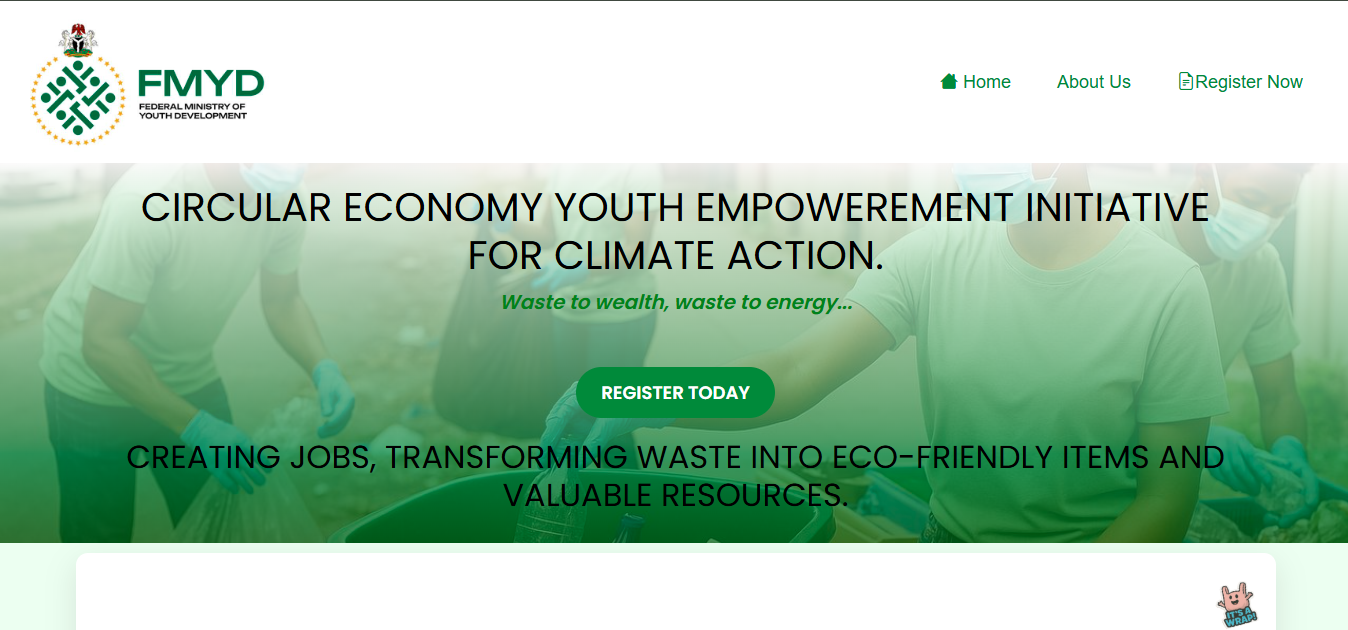 FMYD
FEDERAL MINISTRY OF
YOUTH DEVELOPMENT
Home
About Us
Register Now
CIRCULAR ECONOMY YOUTH EMPOWEREMENT INITIATIVE
FOR CLIMATE ACTION.
Waste to wealth, waste to energy...
REGISTER TODAY
CREATING JOBS, TRANSFORMING WASTE INTO ECO-FRIENDLY ITEMS AND
VALUABLE RESOURCES.
IT'S A
WRAP!